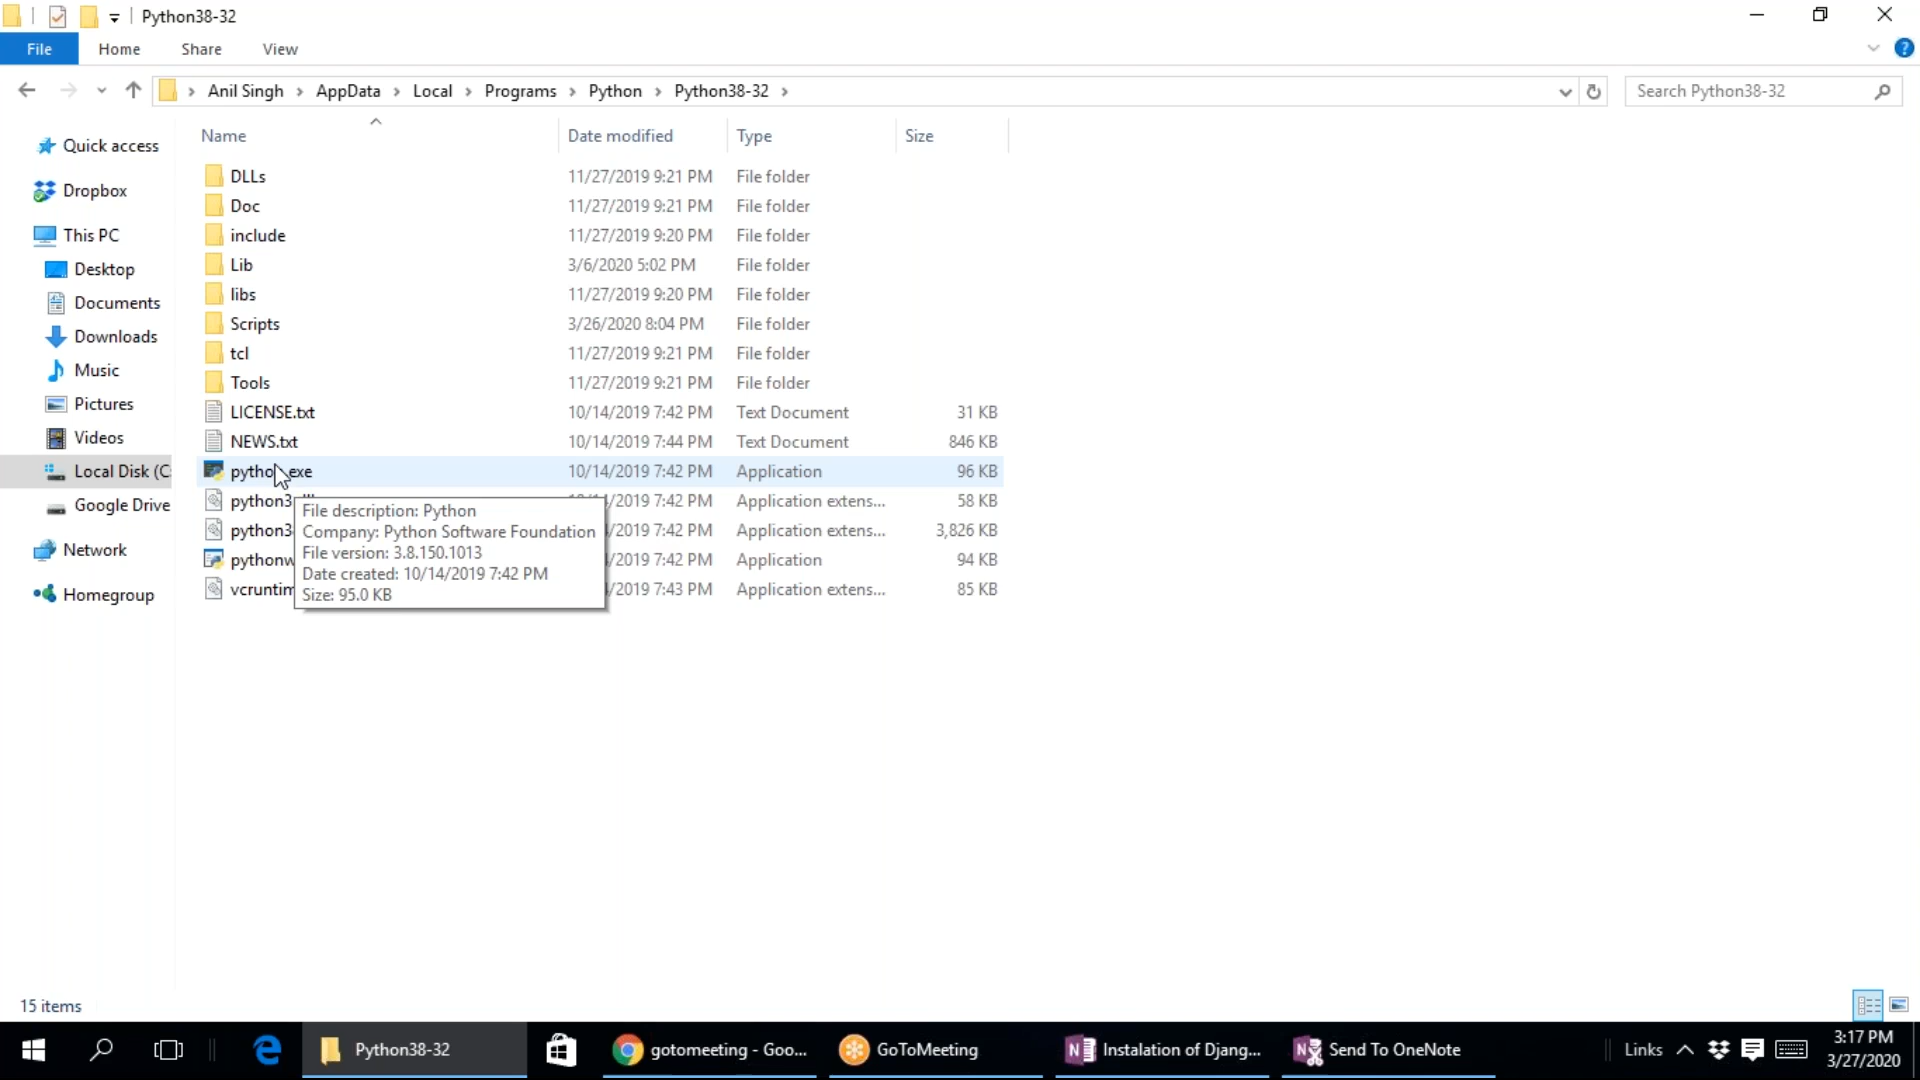 Python38-32
File Home Share View
Anil Singh AppData Local Programs Python Python38-32
Search Python38-32
Name Date modified Type Size
Quick access
Dropbox
This PC
Desktop
Documents
Downloads
Music
Pictures
Videos
Local Disk (C:
Google Drive
Network
Homegroup
DLLs 11/27/2019 9:21 PM File folder
Doc 11/27/2019 9:21 PM File folder
include 11/27/2019 9:20 PM File folder
Lib 3/6/2020 5:02 PM File folder
libs 11/27/2019 9:20 PM File folder
Scripts 3/26/2020 8:04 PM File folder
tcl 11/27/2019 9:21 PM File folder
Tools 11/27/2019 9:21 PM File folder
LICENSE.txt 10/14/2019 7:42 PM Text Document 31 KB
NEWS.txt 10/14/2019 7:44 PM Text Document 846 KB
python.exe 10/14/2019 7:42 PM Application 96 KB
python3 7:42 PM Application extens... 58 KB
python3 7:42 PM Application extens... 3,826 KB
pythonw 7:42 PM Application 94 KB
vcruntim 7:43 PM Application extens... 85 KB
File description: Python
Company: Python Software Foundation
File version: 3.8.150.1013
Date created: 10/14/2019 7:42 PM
Size: 95.0 KB
15 items
Python38-32
gotomeeting - Goo...
GoToMeeting
Instalation of Djang...
Send To OneNote
Links
3:17 PM
3/27/2020